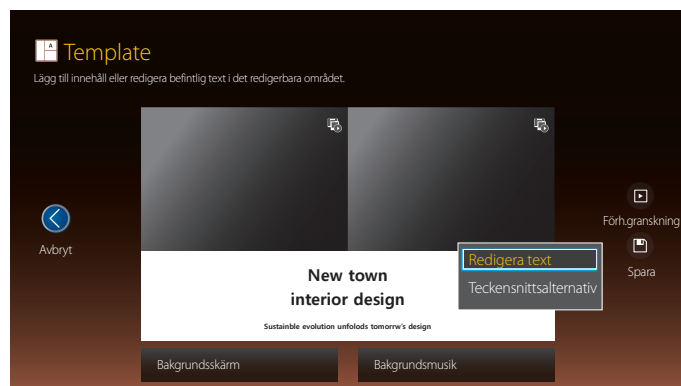 Template
Lägg till innehåll eller redigera befintlig text i det redigerbara området.
Avbryt
New town
interior design
Sustainble evolution unfolods tomorrw's design
Redigera text
Teckensnittsalternativ
Förh.granskning
Spara
Bakgrundsskärm
Bakgrundsmusik